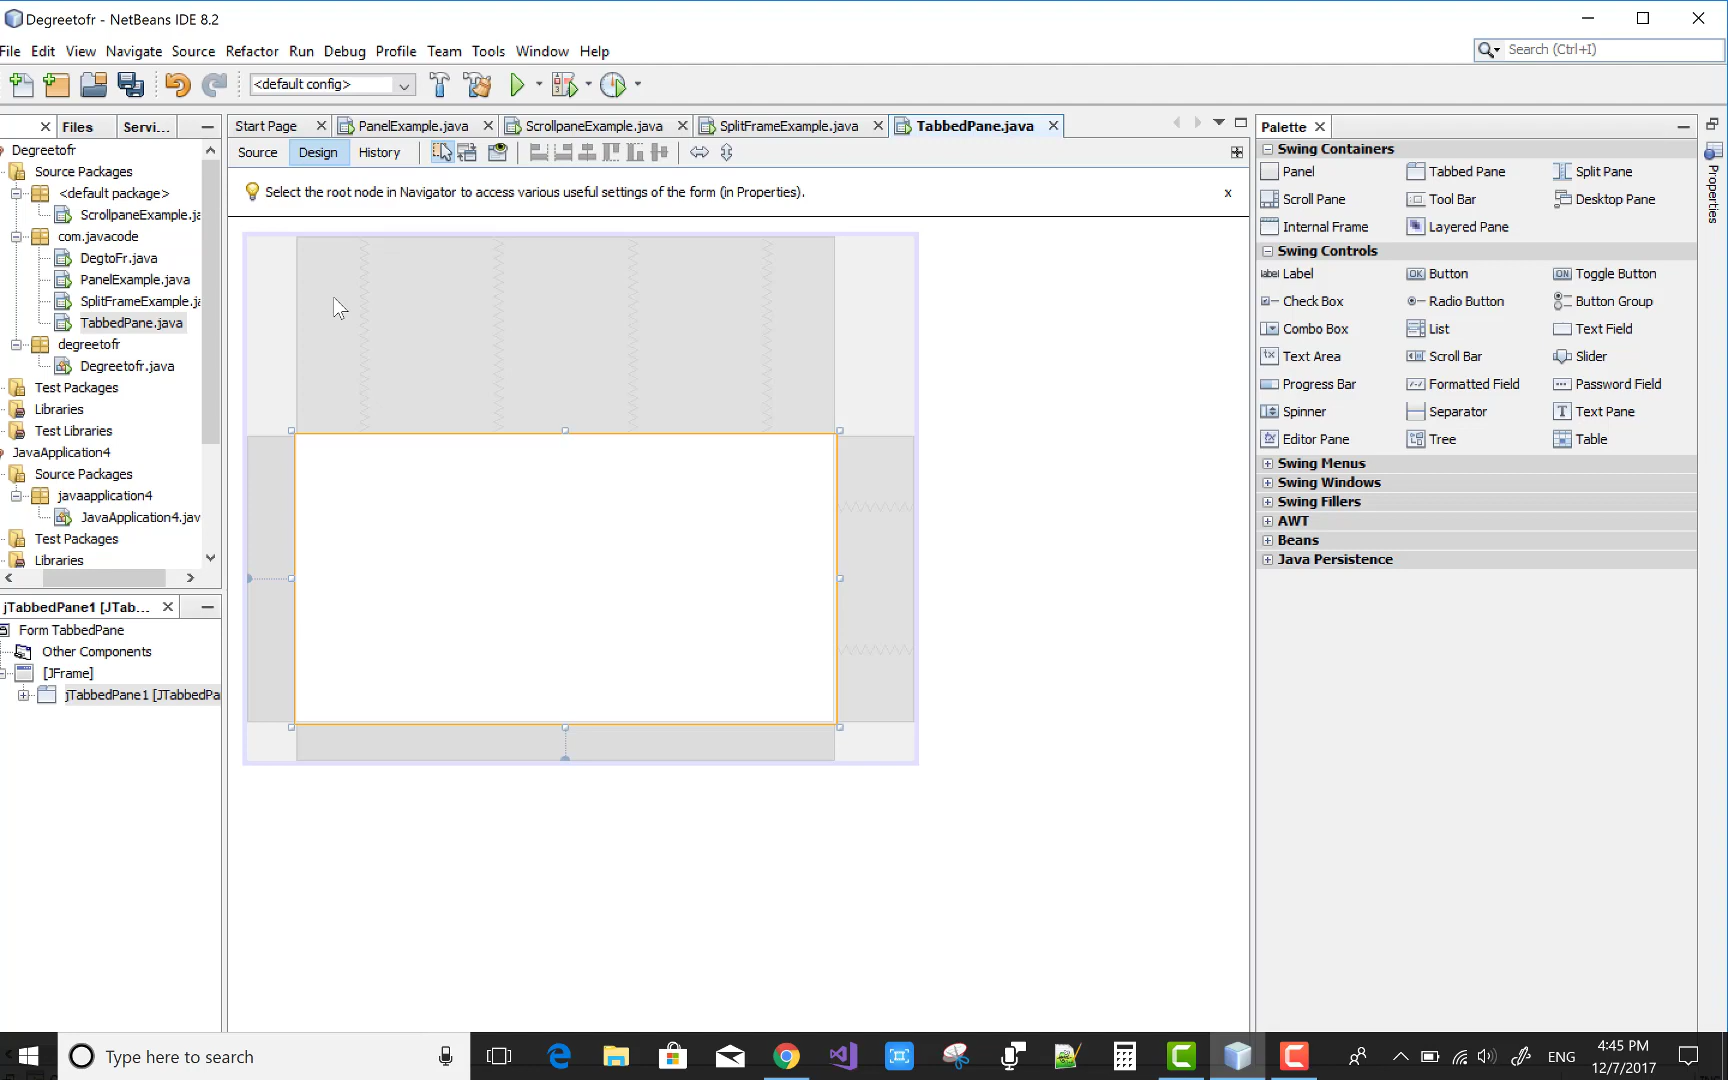 Degreetofr - NetBeans IDE 8.2
File Edit View Navigate Source Refactor Run Debug Profile Team Tools Window Help
Search (Ctrl+I)
<default config>
Files Servi...
Start Page PanelExample.java ScrollpaneExample.java SplitFrameExample.java TabbedPane.java
Source Design History
Select the root node in Navigator to access various useful settings of the form (in Properties).
x
Degreetofr
Source Packages
<default package>
ScrollpaneExample.ja
com.javacode
DegtoFr.java
PanelExample.java
SplitFrameExample.ja
TabbedPane.java
degreetofr
Degreetofr.java
Test Packages
Libraries
Test Libraries
JavaApplication4
Source Packages
javaapplication4
JavaApplication4.jav
Test Packages
Libraries
jTabbedPane1 [JTab...
Form TabbedPane
Other Components
[JFrame]
jTabbedPane1 [JTabbedPa
Palette
Swing Containers
Panel Tabbed Pane Split Pane
Scroll Pane Tool Bar Desktop Pane
Internal Frame Layered Pane
Swing Controls
label Label OK Button ON Toggle Button
Check Box Radio Button Button Group
Combo Box List Text Field
Text Area Scroll Bar Slider
Progress Bar Formatted Field Password Field
Spinner Separator Text Pane
Editor Pane Tree Table
Swing Menus
Swing Windows
Swing Fillers
AWT
Beans
Java Persistence
Properties
Type here to search
ENG
4:45 PM
12/7/2017